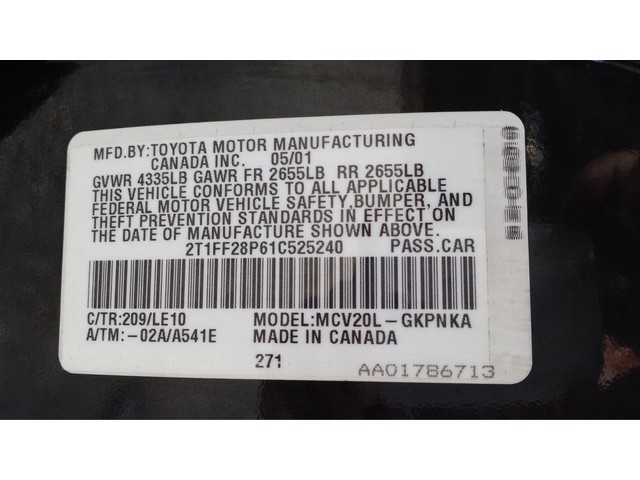 MFD.BY:TOYOTA MOTOR MANUFACTURING
CANADA INC. 05/01
GVWR 4335LB GAWR FR 2655LB RR 2655LB
THIS VEHICLE CONFORMS TO ALL APPLICABLE
FEDERAL MOTOR VEHICLE SAFETY,BUMPER, AND
THEFT PREVENTION STANDARDS IN EFFECT ON
THE DATE OF MANUFACTURE SHOWN ABOVE.
2T1FF28P61C525240 PASS.CAR
C/TR:209/LE10 MODEL:MCV20L-GKPNKA
A/TM:-02A/A541E MADE IN CANADA
271
AA01786713